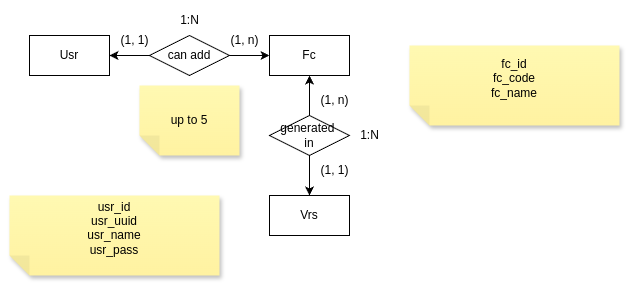 1:N
Usr
(1, 1)
can add
(1, n)
Fc
fc_id
fc_code
fc_name
up to 5
(1, n)
generated
in
1:N
(1, 1)
Vrs
usr_id
usr_uuid
usr_name
usr_pass